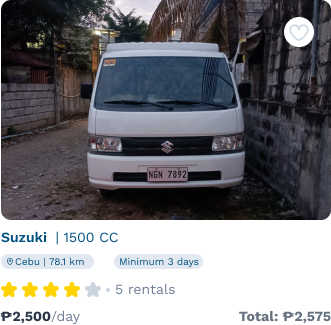 NGN 7892
Suzuki | 1500 CC
Cebu | 78.1 km Minimum 3 days
5 rentals
₱2,500/day Total: ₱2,575